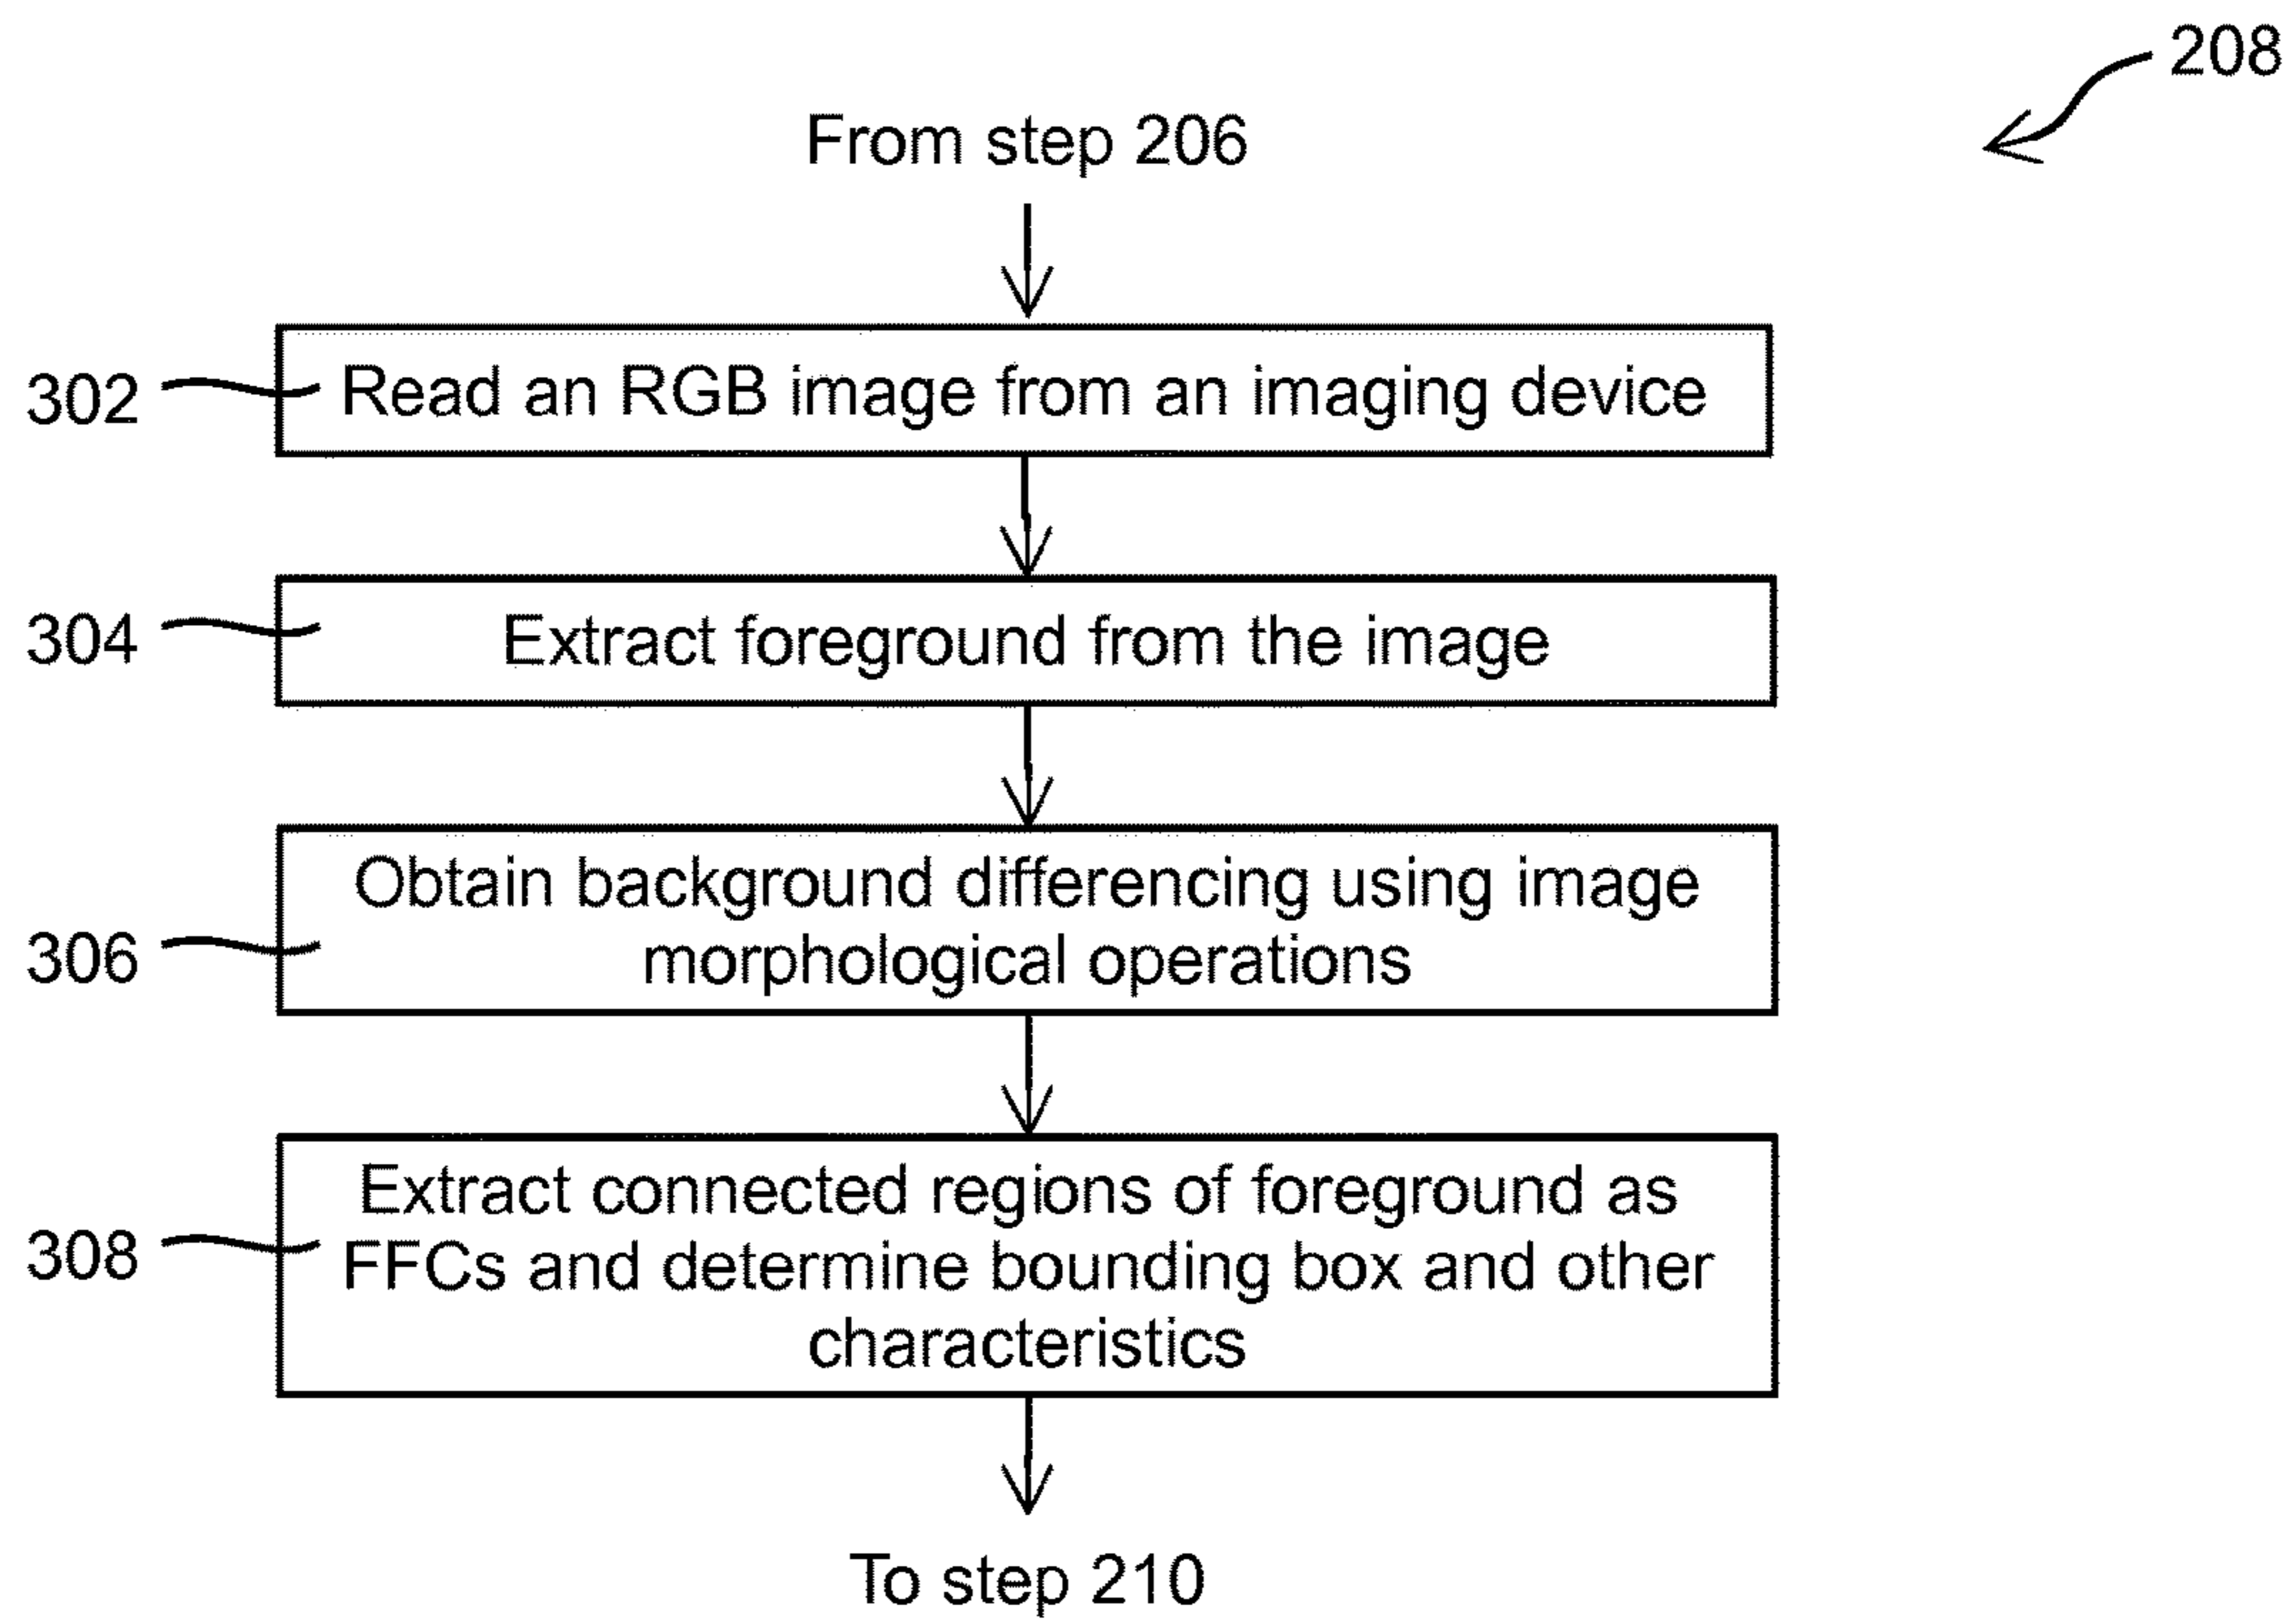 208
From step 206
302
Read an RGB image from an imaging device
304
Extract foreground from the image
Obtain background differencing using image
306
morphological operations
Extract connected regions of foreground as
308
FFCs and determine bounding box and other
characteristics
To step 210